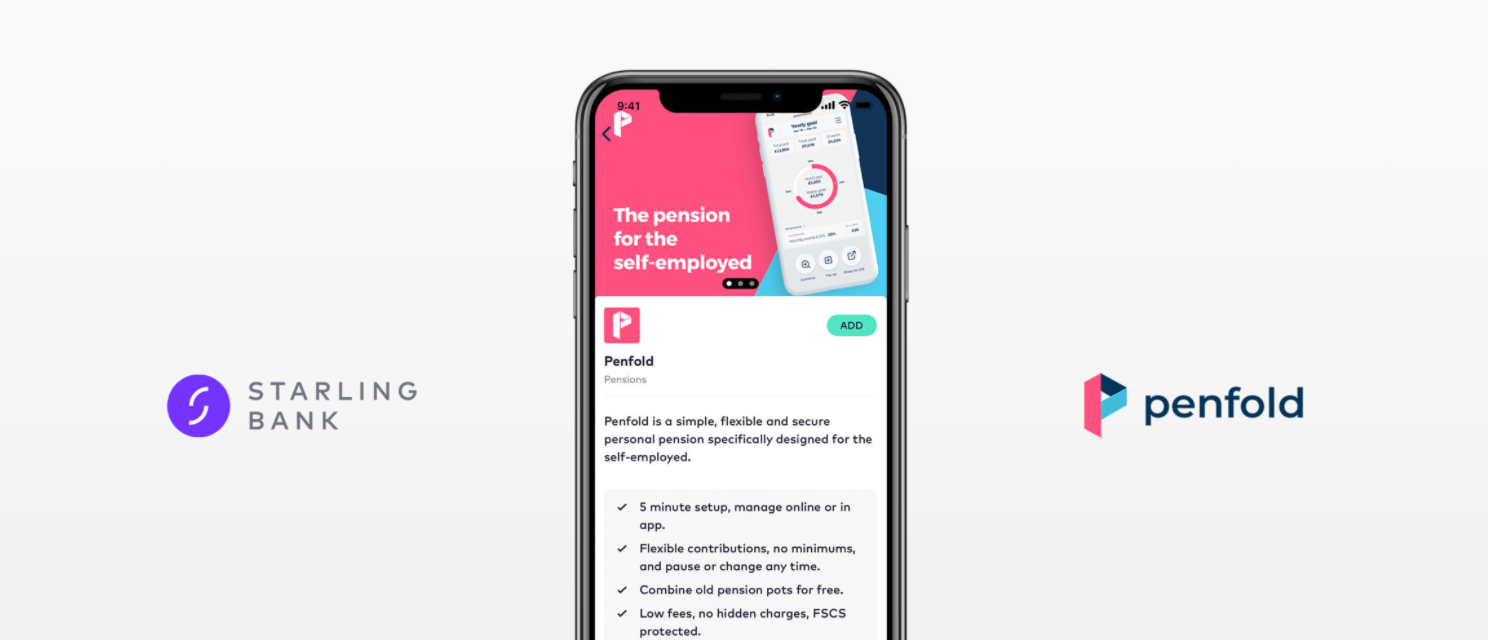 STARLING
BANK
9:41
Yearly goal
Total paid
The pension
for the
self-employed
ADD
Penfold
Pensions
Penfold is a simple, flexible and secure
personal pension specifically designed for the
self-employed.
5 minute setup, manage online or in
app.
Flexible contributions, no minimums,
and pause or change any time.
Combine old pension pots for free.
Low fees, no hidden charges, FSCS
protected.
penfold